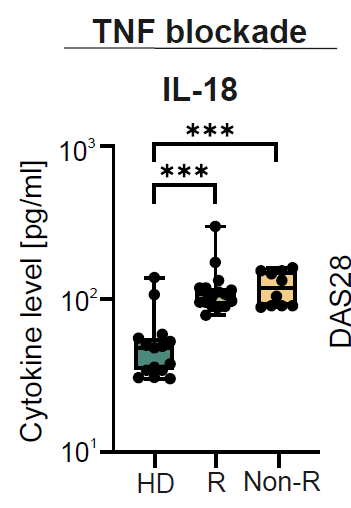 TNF blockade
IL-18
***
***
Cytokine level [pg/ml]
10³
10²
10¹
HD R Non-R
DAS28